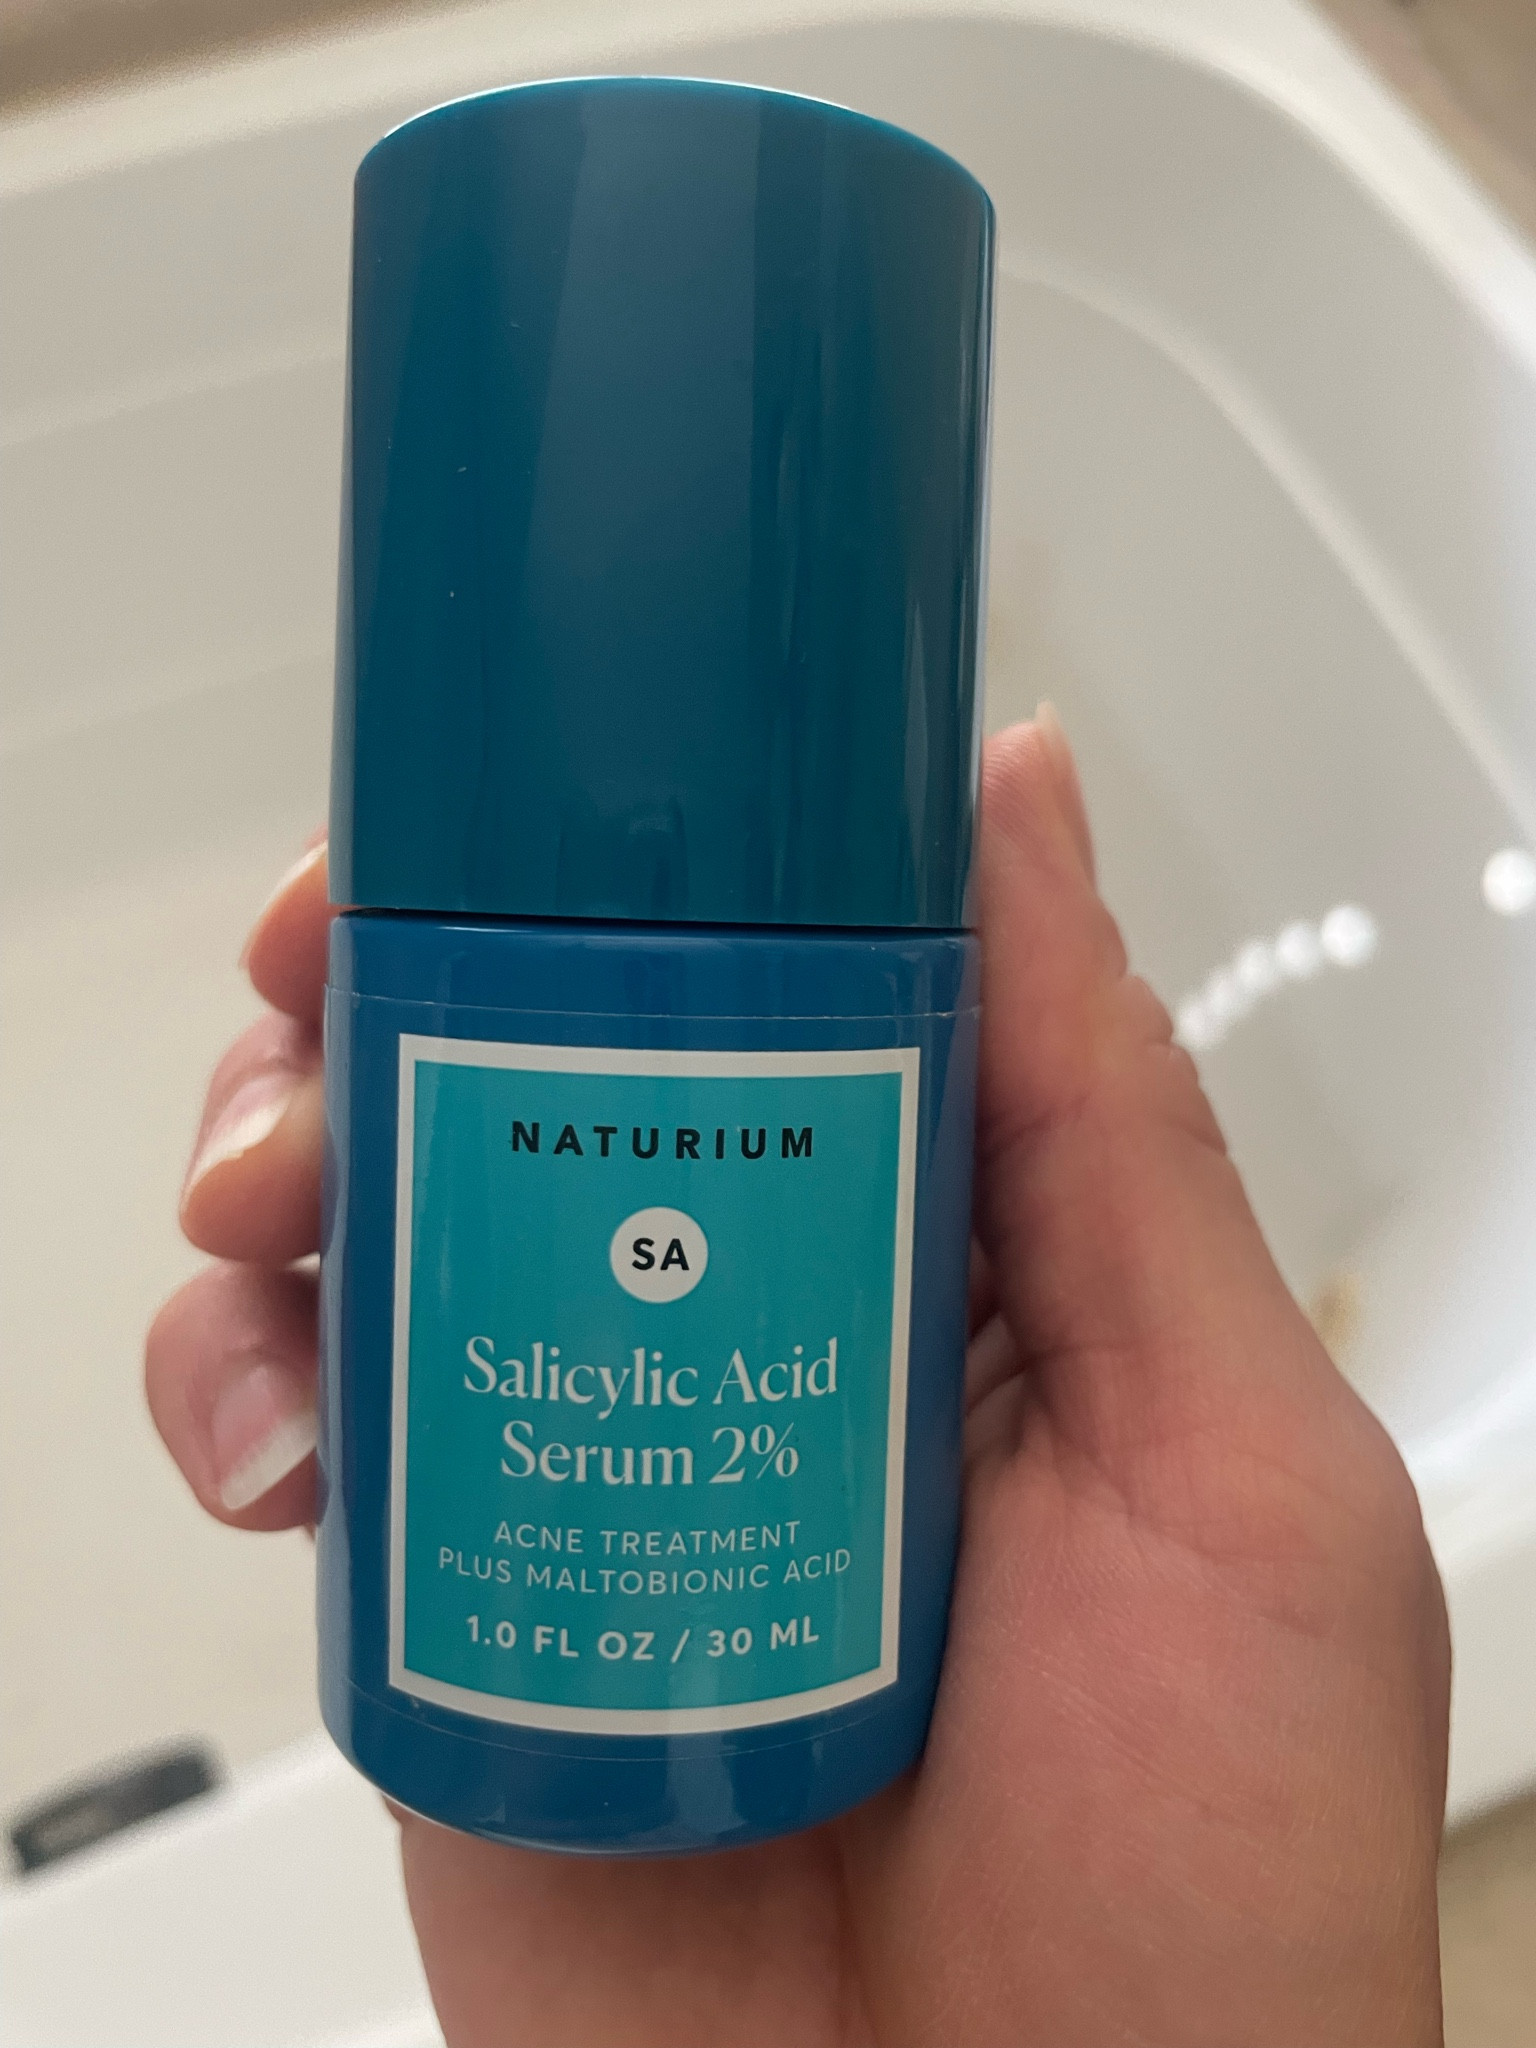 NATURIUM
SA
Salicylic Acid
Serum 2%
ACNE TREATMENT
PLUS MALTOBIONIC ACID
1.0 FL OZ / 30 ML